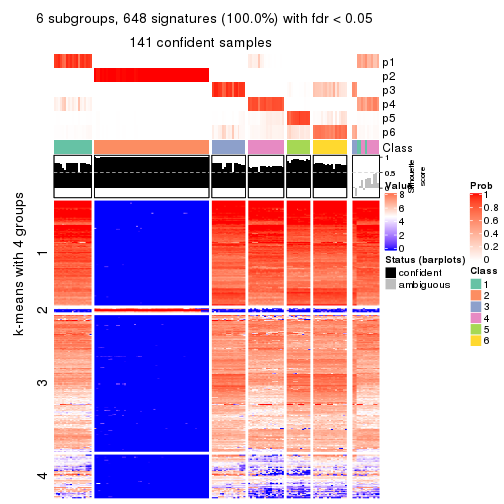 6 subgroups, 648 signatures (100.0%) with fdr < 0.05
141 confident samples
p1
p2
p3
p4
p5
p6
Class
1
0.5
0
Silhouette
score
k-means with 4 groups
1
2
3
4
Value
8
6
4
2
0
Status (barplots)
confident
ambiguous
Prob
1
0.8
0.6
0.4
0.2
0
Class
1
2
3
4
5
6